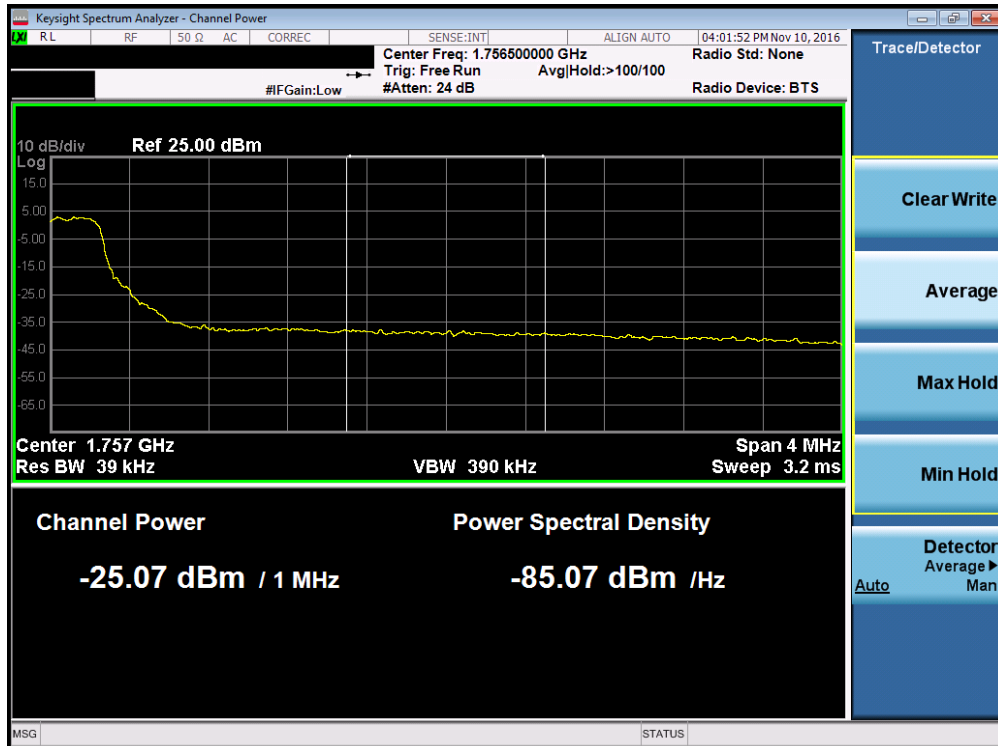 Keysight Spectrum Analyzer - Channel Power
LXI RL RF 50 Ω AC CORREC SENSE:INT ALIGN AUTO 04:01:52 PM Nov 10, 2016
Center Freq: 1.756500000 GHz Radio Std: None
Trig: Free Run Avg|Hold:>100/100
#IFGain:Low #Atten: 24 dB Radio Device: BTS
10 dB/div Ref 25.00 dBm
Log
15.0
5.00
-5.00
-15.0
-25.0
-35.0
-45.0
-55.0
-65.0
Center 1.757 GHz Span 4 MHz
Res BW 39 kHz VBW 390 kHz Sweep 3.2 ms
Channel Power Power Spectral Density
-25.07 dBm / 1 MHz -85.07 dBm /Hz
MSG STATUS
Trace/Detector
Clear Write
Average
Max Hold
Min Hold
Detector
Average▶
Auto Man